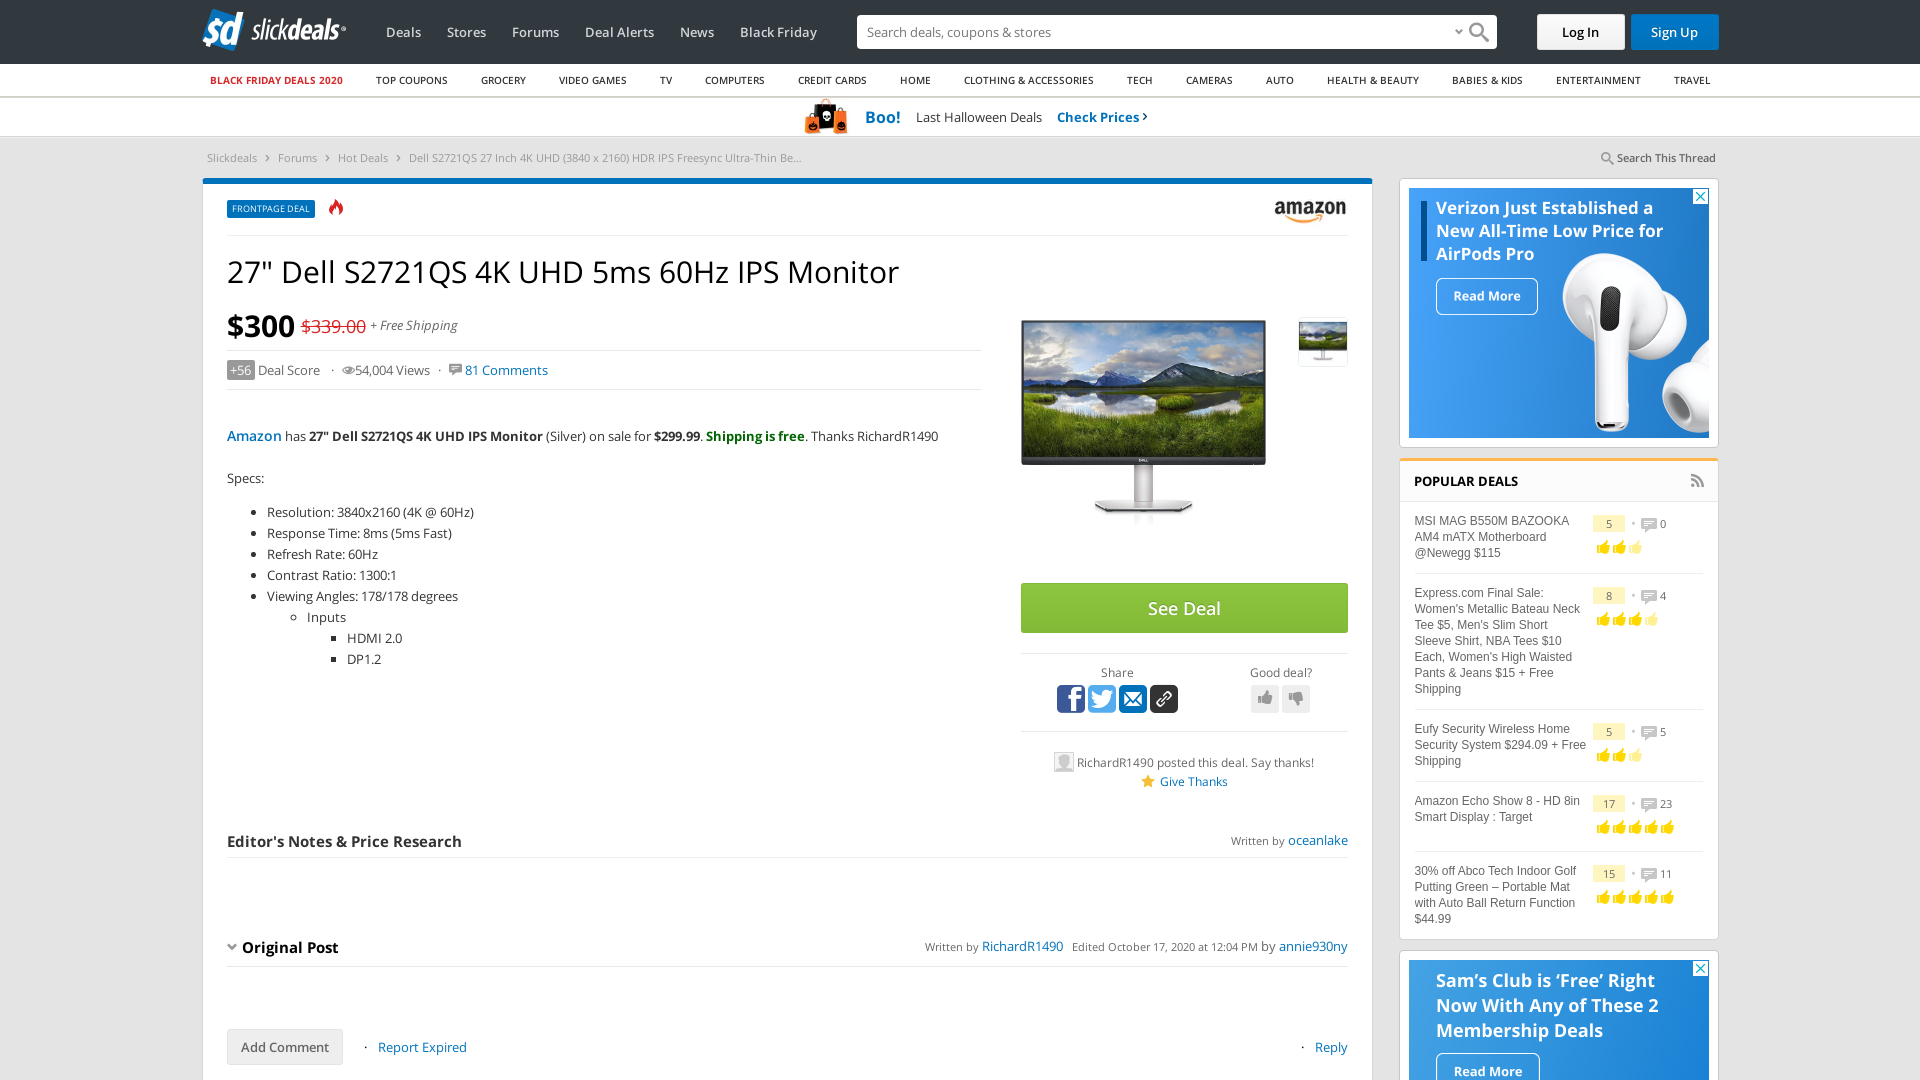 slickdeals
Deals
Stores
Forums
Deal Alerts
News
Black Friday
Search deals, coupons & stores
Log In
Sign Up
BLACK FRIDAY DEALS 2020
TOP COUPONS
GROCERY
VIDEO GAMES
TV
COMPUTERS
CREDIT CARDS
HOME
CLOTHING & ACCESSORIES
TECH
CAMERAS
AUTO
HEALTH & BEAUTY
BABIES & KIDS
ENTERTAINMENT
TRAVEL
Boo! Last Halloween Deals Check Prices ›
Slickdeals › Forums › Hot Deals › Dell S2721QS 27 Inch 4K UHD (3840 x 2160) HDR IPS Freesync Ultra-Thin Be...
Search This Thread
FRONTPAGE DEAL
amazon
27" Dell S2721QS 4K UHD 5ms 60Hz IPS Monitor
$300 $339.00 + Free Shipping
+56 Deal Score · 54,004 Views · 81 Comments
Amazon has 27" Dell S2721QS 4K UHD IPS Monitor (Silver) on sale for $299.99. Shipping is free. Thanks RichardR1490
Specs:
Resolution: 3840x2160 (4K @ 60Hz)
Response Time: 8ms (5ms Fast)
Refresh Rate: 60Hz
Contrast Ratio: 1300:1
Viewing Angles: 178/178 degrees
Inputs
HDMI 2.0
DP1.2
See Deal
Share
Good deal?
RichardR1490 posted this deal. Say thanks!
Give Thanks
Editor's Notes & Price Research
Written by oceanlake
Original Post
Written by RichardR1490 Edited October 17, 2020 at 12:04 PM by annie930ny
Add Comment
· Report Expired
· Reply
Verizon Just Established a
New All-Time Low Price for
AirPods Pro
Read More
POPULAR DEALS
MSI MAG B550M BAZOOKA
AM4 mATX Motherboard
@Newegg $115
5 • 0
Express.com Final Sale:
Women's Metallic Bateau Neck
Tee $5, Men's Slim Short
Sleeve Shirt, NBA Tees $10
Each, Women's High Waisted
Pants & Jeans $15 + Free
Shipping
8 • 4
Eufy Security Wireless Home
Security System $294.09 + Free
Shipping
5 • 5
Amazon Echo Show 8 - HD 8in
Smart Display : Target
17 • 23
30% off Abco Tech Indoor Golf
Putting Green – Portable Mat
with Auto Ball Return Function
$44.99
15 • 11
Sam's Club is ‘Free’ Right
Now With Any of These 2
Membership Deals
Read More